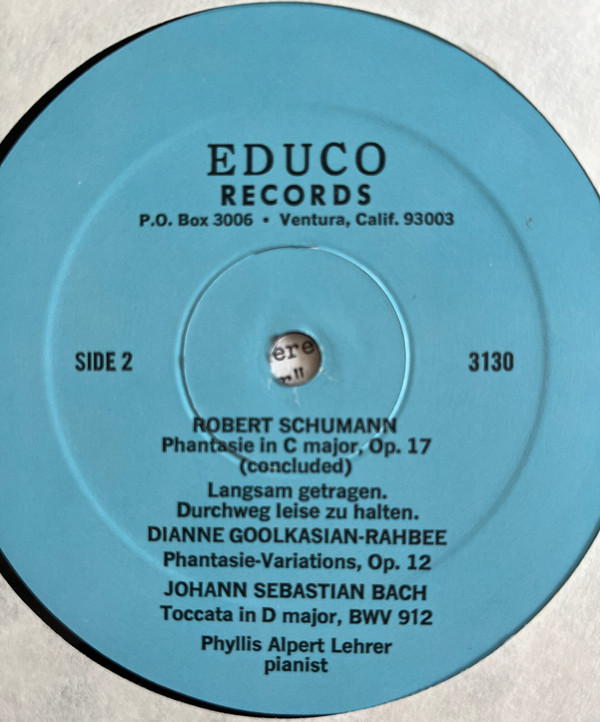 EDUCO
RECORDS
P.O. Box 3006 • Ventura, Calif. 93003
ere
r"
SIDE 2
3130
ROBERT SCHUMANN
Phantasie in C major, Op. 17
(concluded)
Langsam getragen.
Durchweg leise zu halten.
DIANNE GOOLKASIAN-RAHBEE
Phantasie-Variations, Op. 12
JOHANN SEBASTIAN BACH
Toccata in D major, BWV 912
Phyllis Alpert Lehrer
pianist